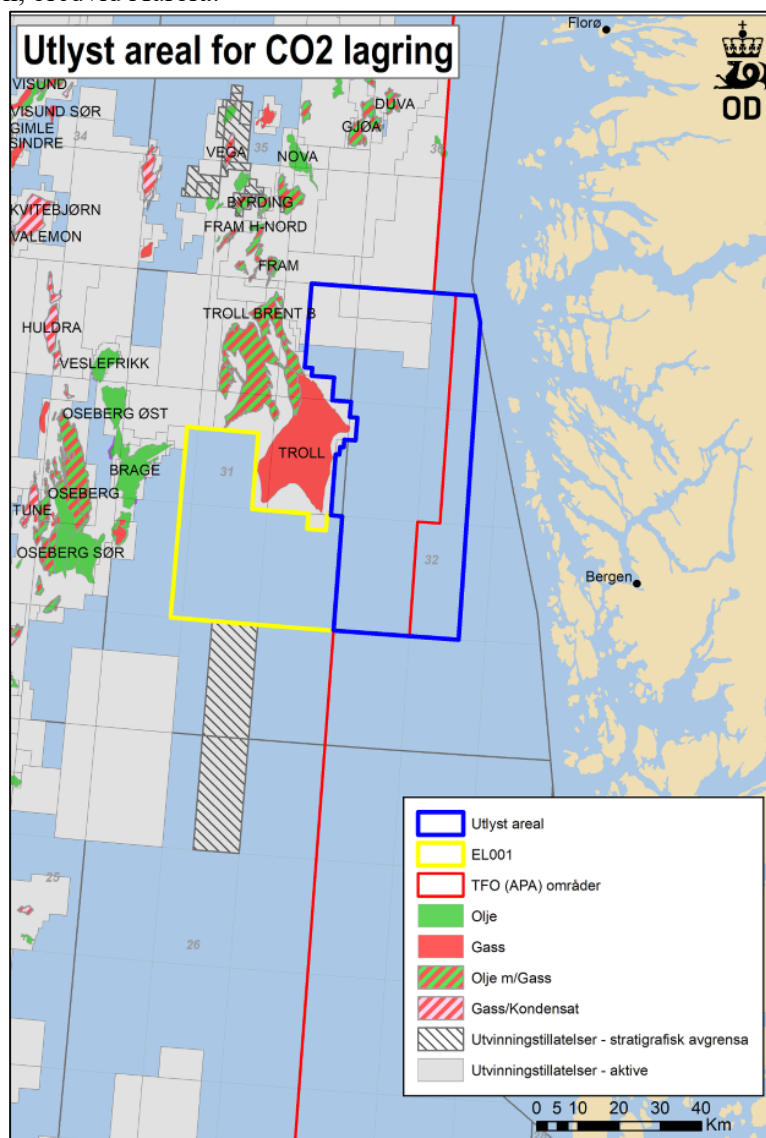 Utlyst areal for CO2 lagring
Florø
OD
VISUND
VISUND SØR
GIMLE
SINDRE
34
DUVA
GJØA
36
35
VEGA
NOVA
KVITEBJØRN
VALEMON
BYRDING
FRAM H-NORD
FRAM
HULDRA
TROLL BRENT B
VESLEFRIKK
OSEBERG ØST
BRAGE
31
TROLL
OSEBERG
TUNE
OSEBERG SØR
32
Bergen
25
26
Utlyst areal
EL001
TFO (APA) områder
Olje
Gass
Olje m/Gass
Gass/Kondensat
Utvinningstillatelser - stratigrafisk avgrensa
Utvinningstillatelser - aktive
0 5 10 20 30 40
Km